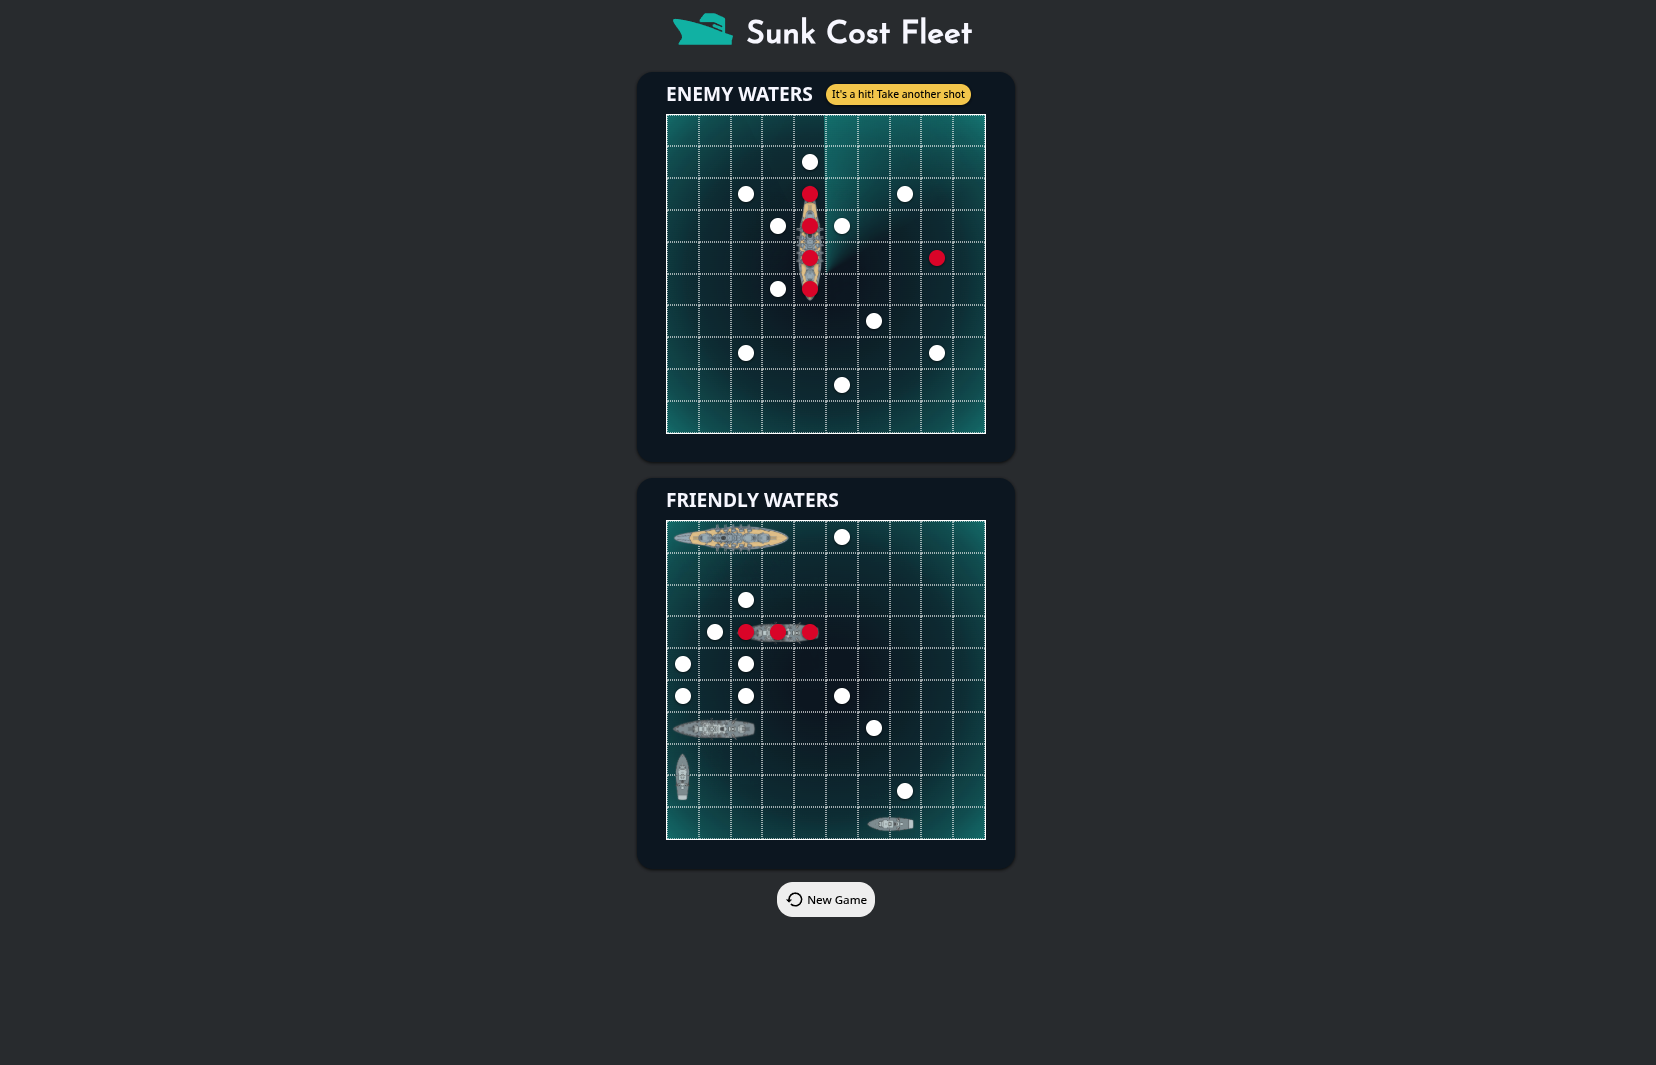 Sunk Cost Fleet
ENEMY WATERS
It's a hit! Take another shot
FRIENDLY WATERS
New Game